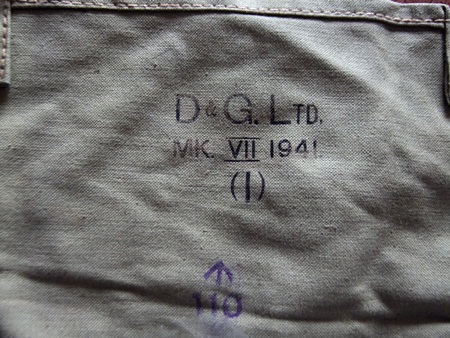 D & G. LTD.
MK. VII 1941.
(I)
↑
110